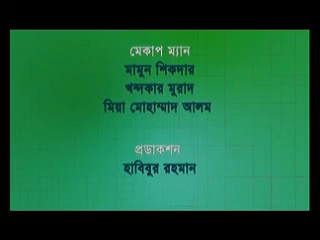 মেকাপ ম্যান
মামুন শিকদার
খন্দকার মুরাদ
মিয়া মোহাম্মাদ আলম
প্রডাকশন
হাবিবুর রহমান